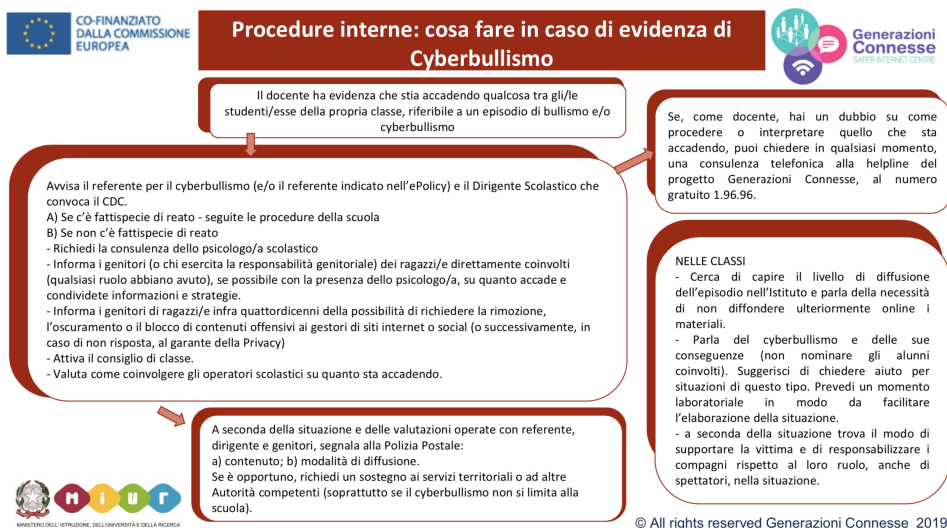 CO-FINANZIATO
DALLA COMMISSIONE
EUROPEA
Procedure interne: cosa fare in caso di evidenza di
Cyberbullismo
Generazioni
Connesse
SAFER INTERNET CENTRE
Il docente ha evidenza che stia accadendo qualcosa tra gli/le
studenti/esse della propria classe, riferibile a un episodio di bullismo e/o
cyberbullismo
Se, come docente, hai un dubbio su come
procedere o interpretare quello che sta
accadendo, puoi chiedere in qualsiasi momento,
una consulenza telefonica alla helpline del
progetto Generazioni Connesse, al numero
gratuito 1.96.96.
Avvisa il referente per il cyberbullismo (e/o il referente indicato nell'ePolicy) e il Dirigente Scolastico che
convoca il CDC.
A) Se c'è fattispecie di reato - seguite le procedure della scuola
B) Se non c'è fattispecie di reato
- Richiedi la consulenza dello psicologo/a scolastico
- Informa i genitori (o chi esercita la responsabilità genitoriale) dei ragazzi/e direttamente coinvolti
(qualsiasi ruolo abbiano avuto), se possibile con la presenza dello psicologo/a, su quanto accade e
condividete informazioni e strategie.
- Informa i genitori di ragazzi/e infra quattordicenni della possibilità di richiedere la rimozione,
l'oscuramento o il blocco di contenuti offensivi ai gestori di siti internet o social (o successivamente, in
caso di non risposta, al garante della Privacy)
- Attiva il consiglio di classe.
- Valuta come coinvolgere gli operatori scolastici su quanto sta accadendo.
NELLE CLASSI
- Cerca di capire il livello di diffusione
dell'episodio nell'Istituto e parla della necessità
di non diffondere ulteriormente online i
materiali.
- Parla del cyberbullismo e delle sue
conseguenze (non nominare gli alunni
coinvolti). Suggerisci di chiedere aiuto per
situazioni di questo tipo. Prevedi un momento
laboratoriale in modo da facilitare
l'elaborazione della situazione.
- a seconda della situazione trova il modo di
supportare la vittima e di responsabilizzare i
compagni rispetto al loro ruolo, anche di
spettatori, nella situazione.
A seconda della situazione e delle valutazioni operate con referente,
dirigente e genitori, segnala alla Polizia Postale:
a) contenuto; b) modalità di diffusione.
Se è opportuno, richiedi un sostegno ai servizi territoriali o ad altre
Autorità competenti (soprattutto se il cyberbullismo non si limita alla
scuola).
MIUR
MINISTERO DELL'ISTRUZIONE, DELL'UNIVERSITÀ E DELLA RICERCA
© All rights reserved Generazioni Connesse 2019